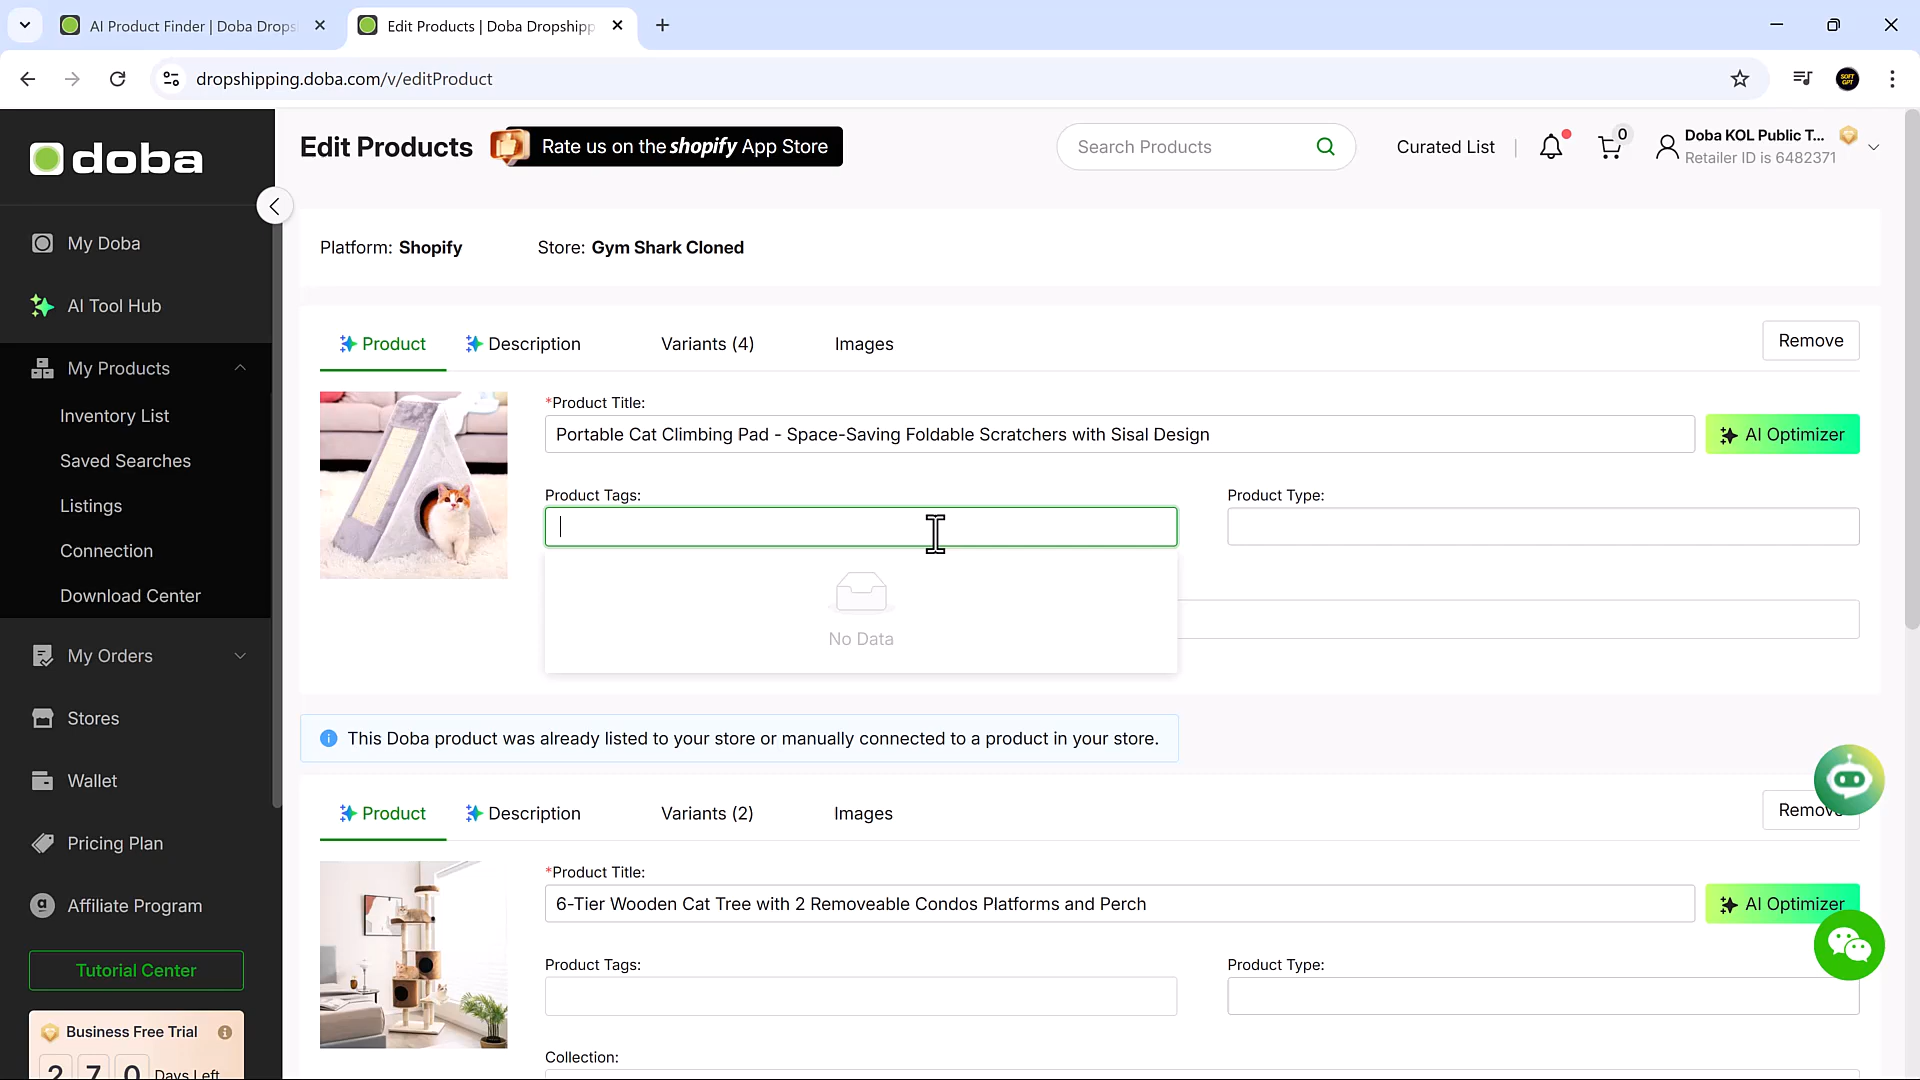 AI Product Finder | Doba Drops
Edit Products | Doba Dropshipp
dropshipping.doba.com/v/editProduct
doba
Edit Products
Rate us on the shopify App Store
Search Products
Curated List
0
Doba KOL Public T...
Retailer ID is 6482371
My Doba
AI Tool Hub
My Products
Inventory List
Saved Searches
Listings
Connection
Download Center
My Orders
Stores
Wallet
Pricing Plan
Affiliate Program
Tutorial Center
Business Free Trial
2 7 0 Days Left
Platform: Shopify
Store: Gym Shark Cloned
Product
Description
Variants (4)
Images
Remove
*Product Title:
Portable Cat Climbing Pad - Space-Saving Foldable Scratchers with Sisal Design
AI Optimizer
Product Tags:
Product Type:
No Data
This Doba product was already listed to your store or manually connected to a product in your store.
Product
Description
Variants (2)
Images
Remove
*Product Title:
6-Tier Wooden Cat Tree with 2 Removeable Condos Platforms and Perch
AI Optimizer
Product Tags:
Product Type:
Collection: